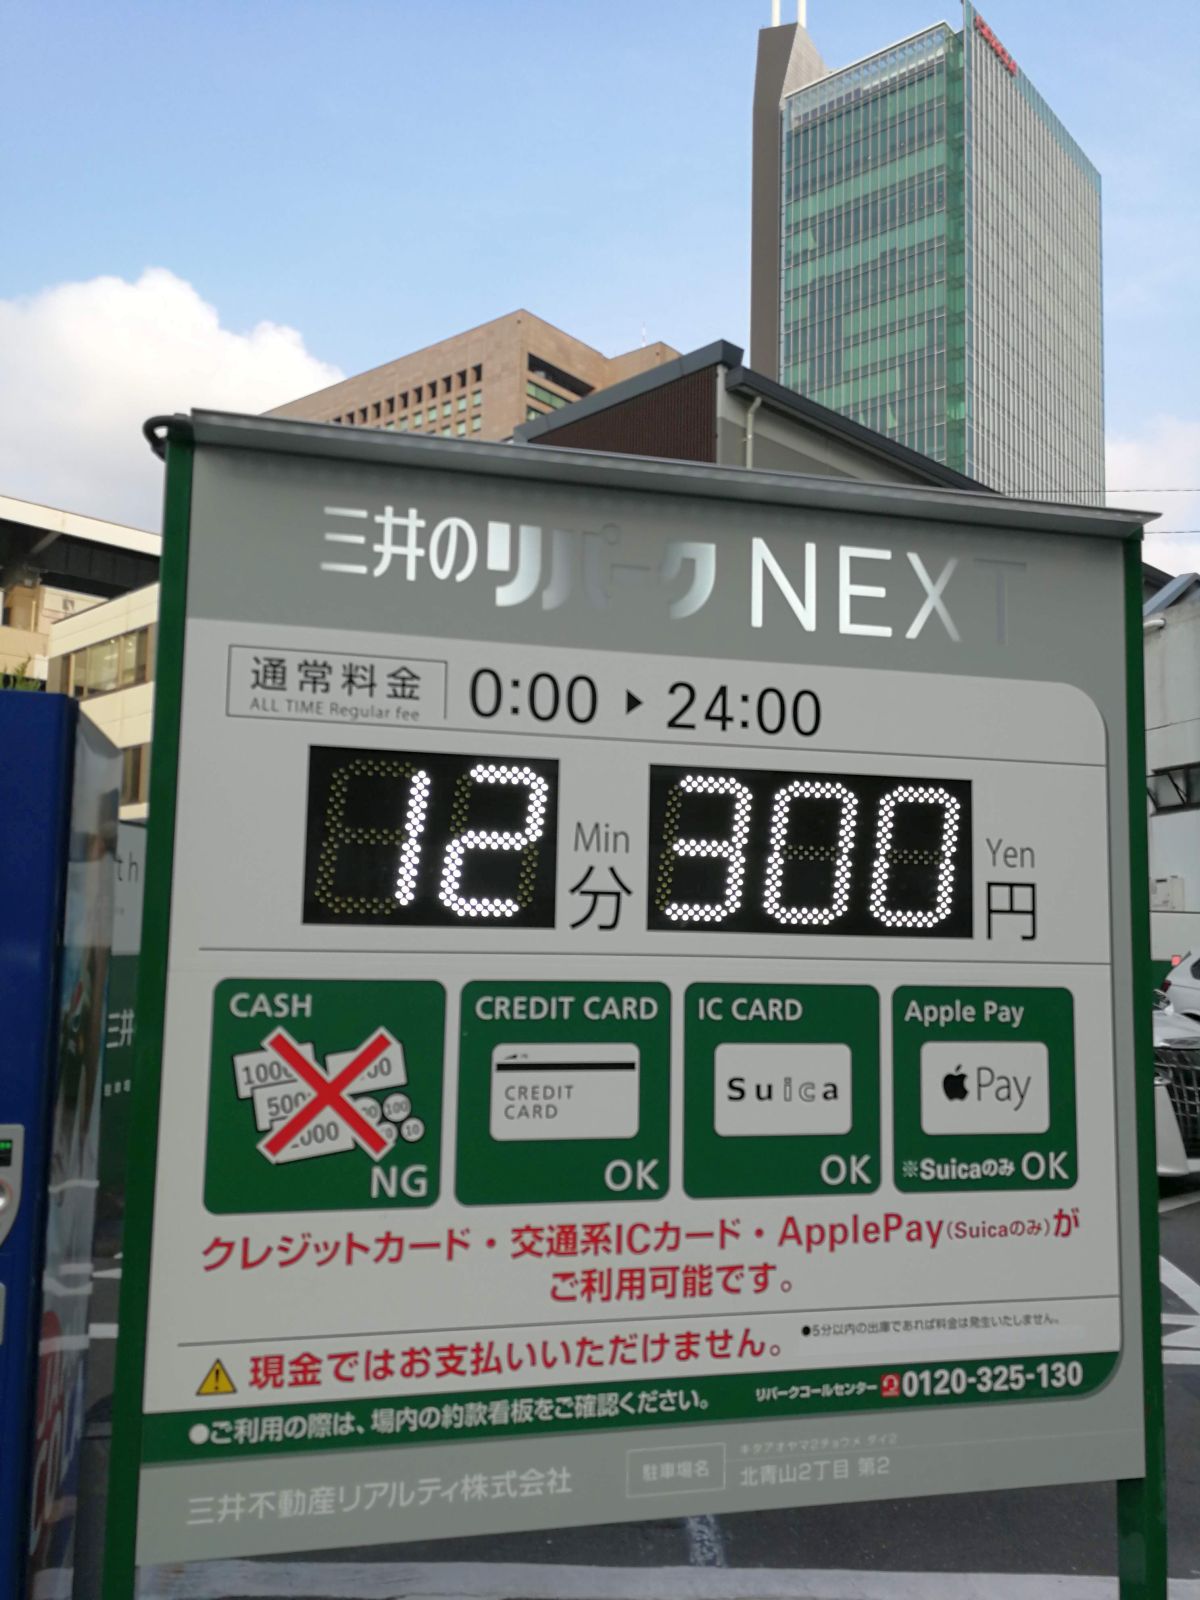 三井のリパーク NEXT
通常料金
ALL TIME Regular fee
0:00 ▶ 24:00
12 Min 分 300 Yen 円
CASH
1000
500
100
10
NG
CREDIT CARD
CREDIT
CARD
OK
IC CARD
Suica
OK
Apple Pay
Pay
※Suicaのみ OK
クレジットカード・交通系ICカード・ApplePay(Suicaのみ)が
ご利用可能です。
現金ではお支払いいただけません。
●5分以内の出庫であれば料金は発生いたしません。
●ご利用の際は、場内の約款看板をご確認ください。
リパークコールセンター 0120-325-130
三井不動産リアルティ株式会社
駐車場名
キタアオヤマ2チョウメ ダイ2
北青山2丁目 第2
三井